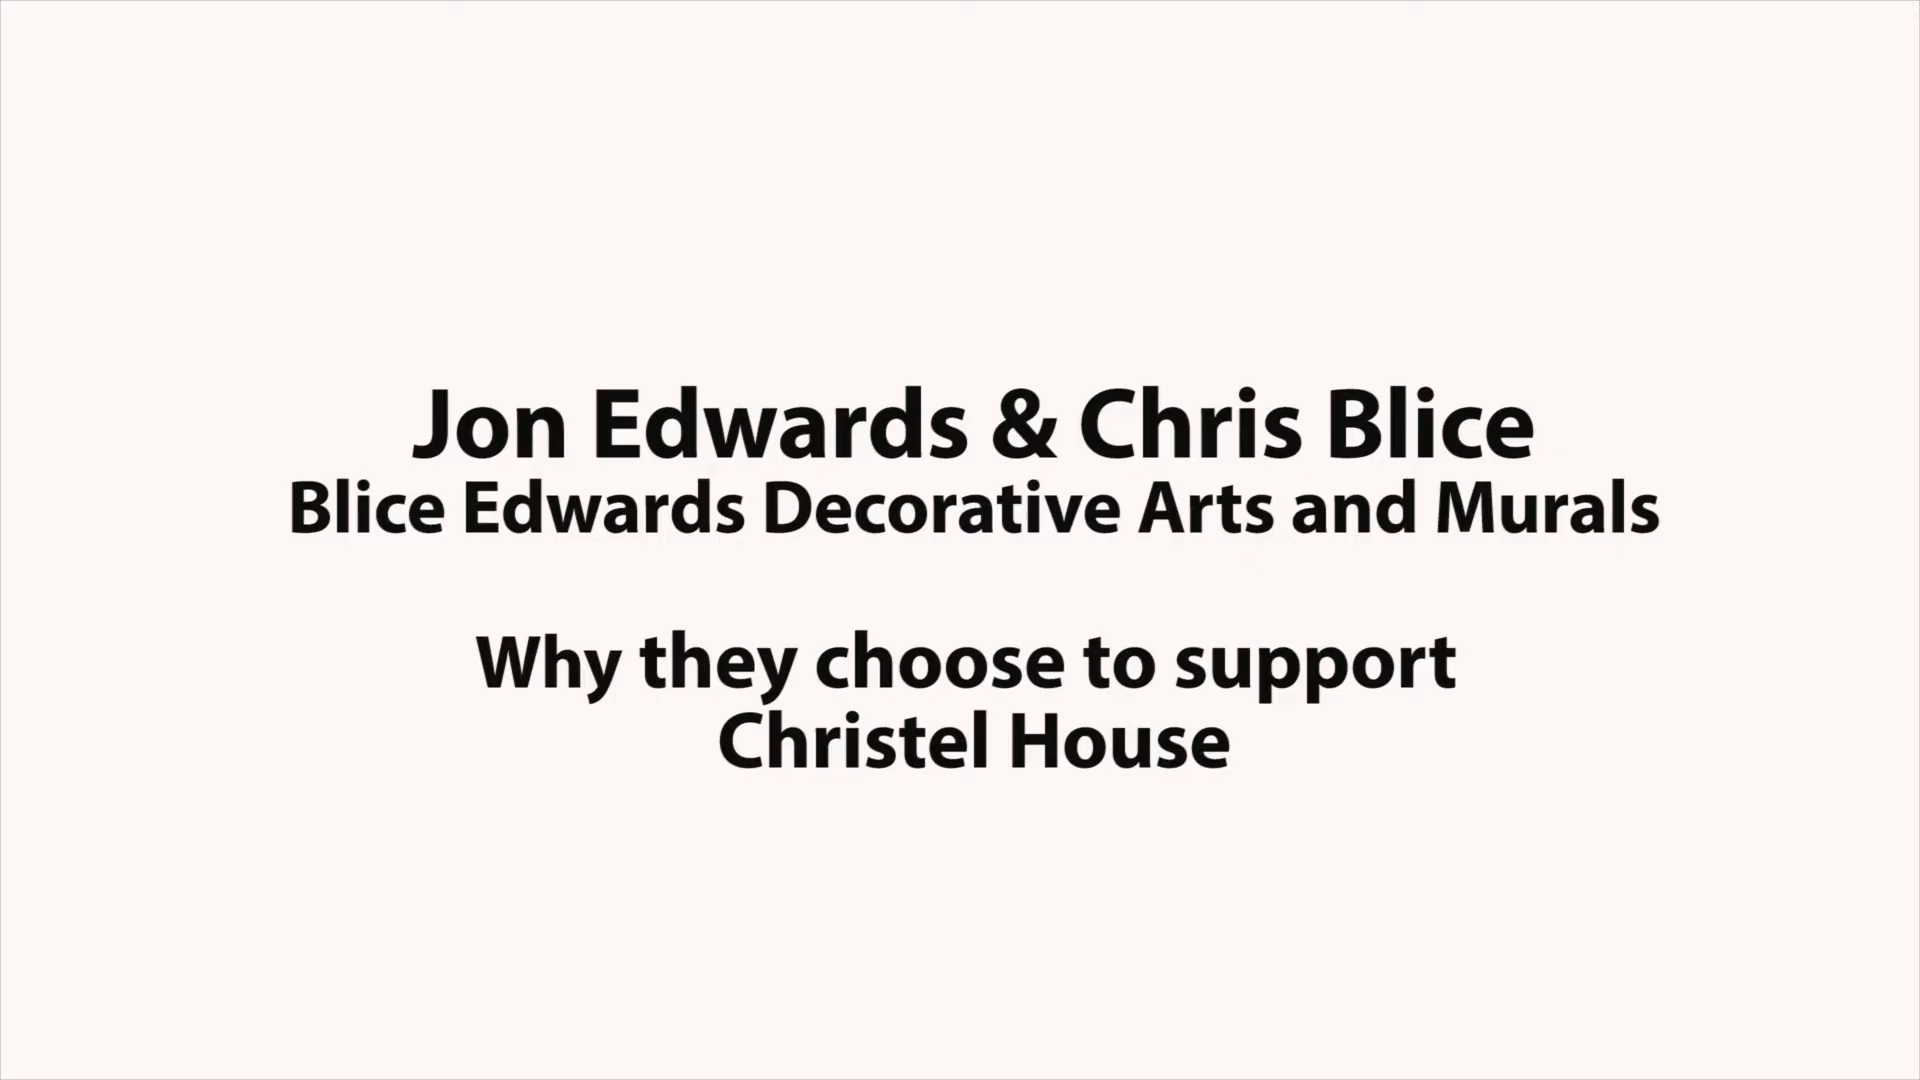 Jon Edwards & Chris Blice
Blice Edwards Decorative Arts and Murals
Why they choose to support
Christel House